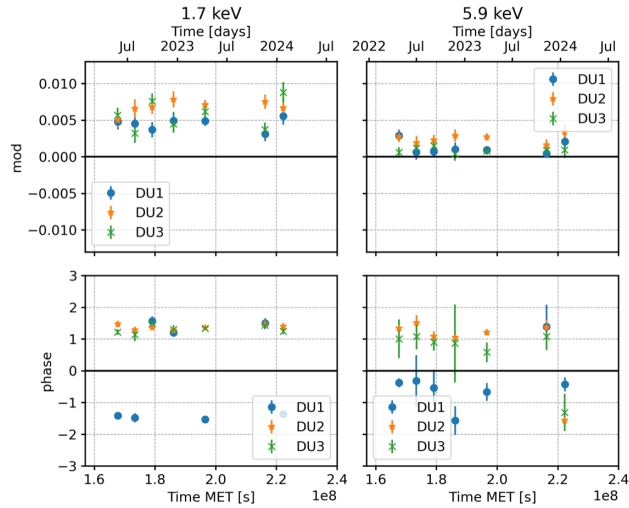 1.7 keV
5.9 keV
Time [days]
Time [days]
Jul 2023 Jul 2024 Jul
2022 Jul 2023 Jul 2024 Jul
0.010
0.005
0.000
−0.005
−0.010
mod
DU1
DU2
DU3
DU1
DU2
DU3
3
2
1
0
−1
−2
−3
phase
DU1
DU2
DU3
DU1
DU2
DU3
1.6 1.8 2.0 2.2 2.4
1e8
Time MET [s]
1.6 1.8 2.0 2.2 2.4
1e8
Time MET [s]